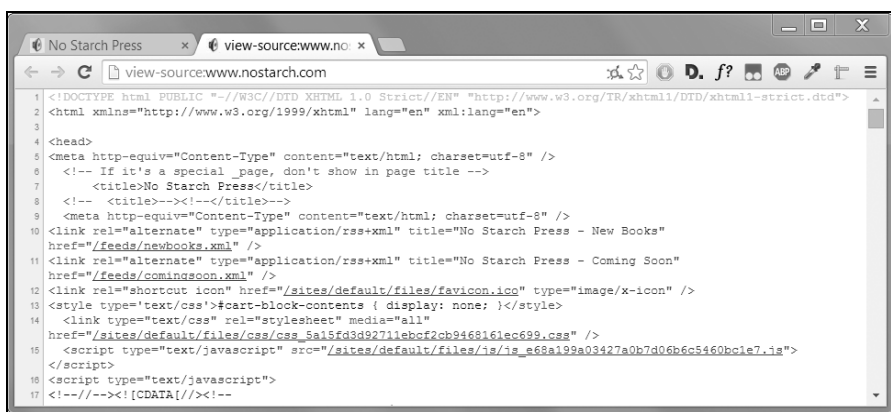 No Starch Press × view-source:www.no ×
view-source:www.nostarch.com D. f? ABP
1 <!DOCTYPE html PUBLIC "-//W3C//DTD XHTML 1.0 Strict//EN" "http://www.w3.org/TR/xhtml1/DTD/xhtml1-strict.dtd">
2 <html xmlns="http://www.w3.org/1999/xhtml" lang="en" xml:lang="en">
3
4 <head>
5 <meta http-equiv="Content-Type" content="text/html; charset=utf-8" />
6 <!-- If it's a special _page, don't show in page title -->
7 <title>No Starch Press</title>
8 <!-- <title>--><!--</title>-->
9 <meta http-equiv="Content-Type" content="text/html; charset=utf-8" />
10 <link rel="alternate" type="application/rss+xml" title="No Starch Press - New Books"
href="/feeds/newbooks.xml" />
11 <link rel="alternate" type="application/rss+xml" title="No Starch Press - Coming Soon"
href="/feeds/comingsoon.xml" />
12 <link rel="shortcut icon" href="/sites/default/files/favicon.ico" type="image/x-icon" />
13 <style type='text/css'>#cart-block-contents { display: none; }</style>
14 <link type="text/css" rel="stylesheet" media="all"
href="/sites/default/files/css/css_5a15fd3d92711ebcf2cb9468161ec699.css" />
15 <script type="text/javascript" src="/sites/default/files/js/js_e68a199a03427a0b7d06b6c5460bc1e7.js">
</script>
16 <script type="text/javascript">
17 <!--//--><![CDATA[//><!--